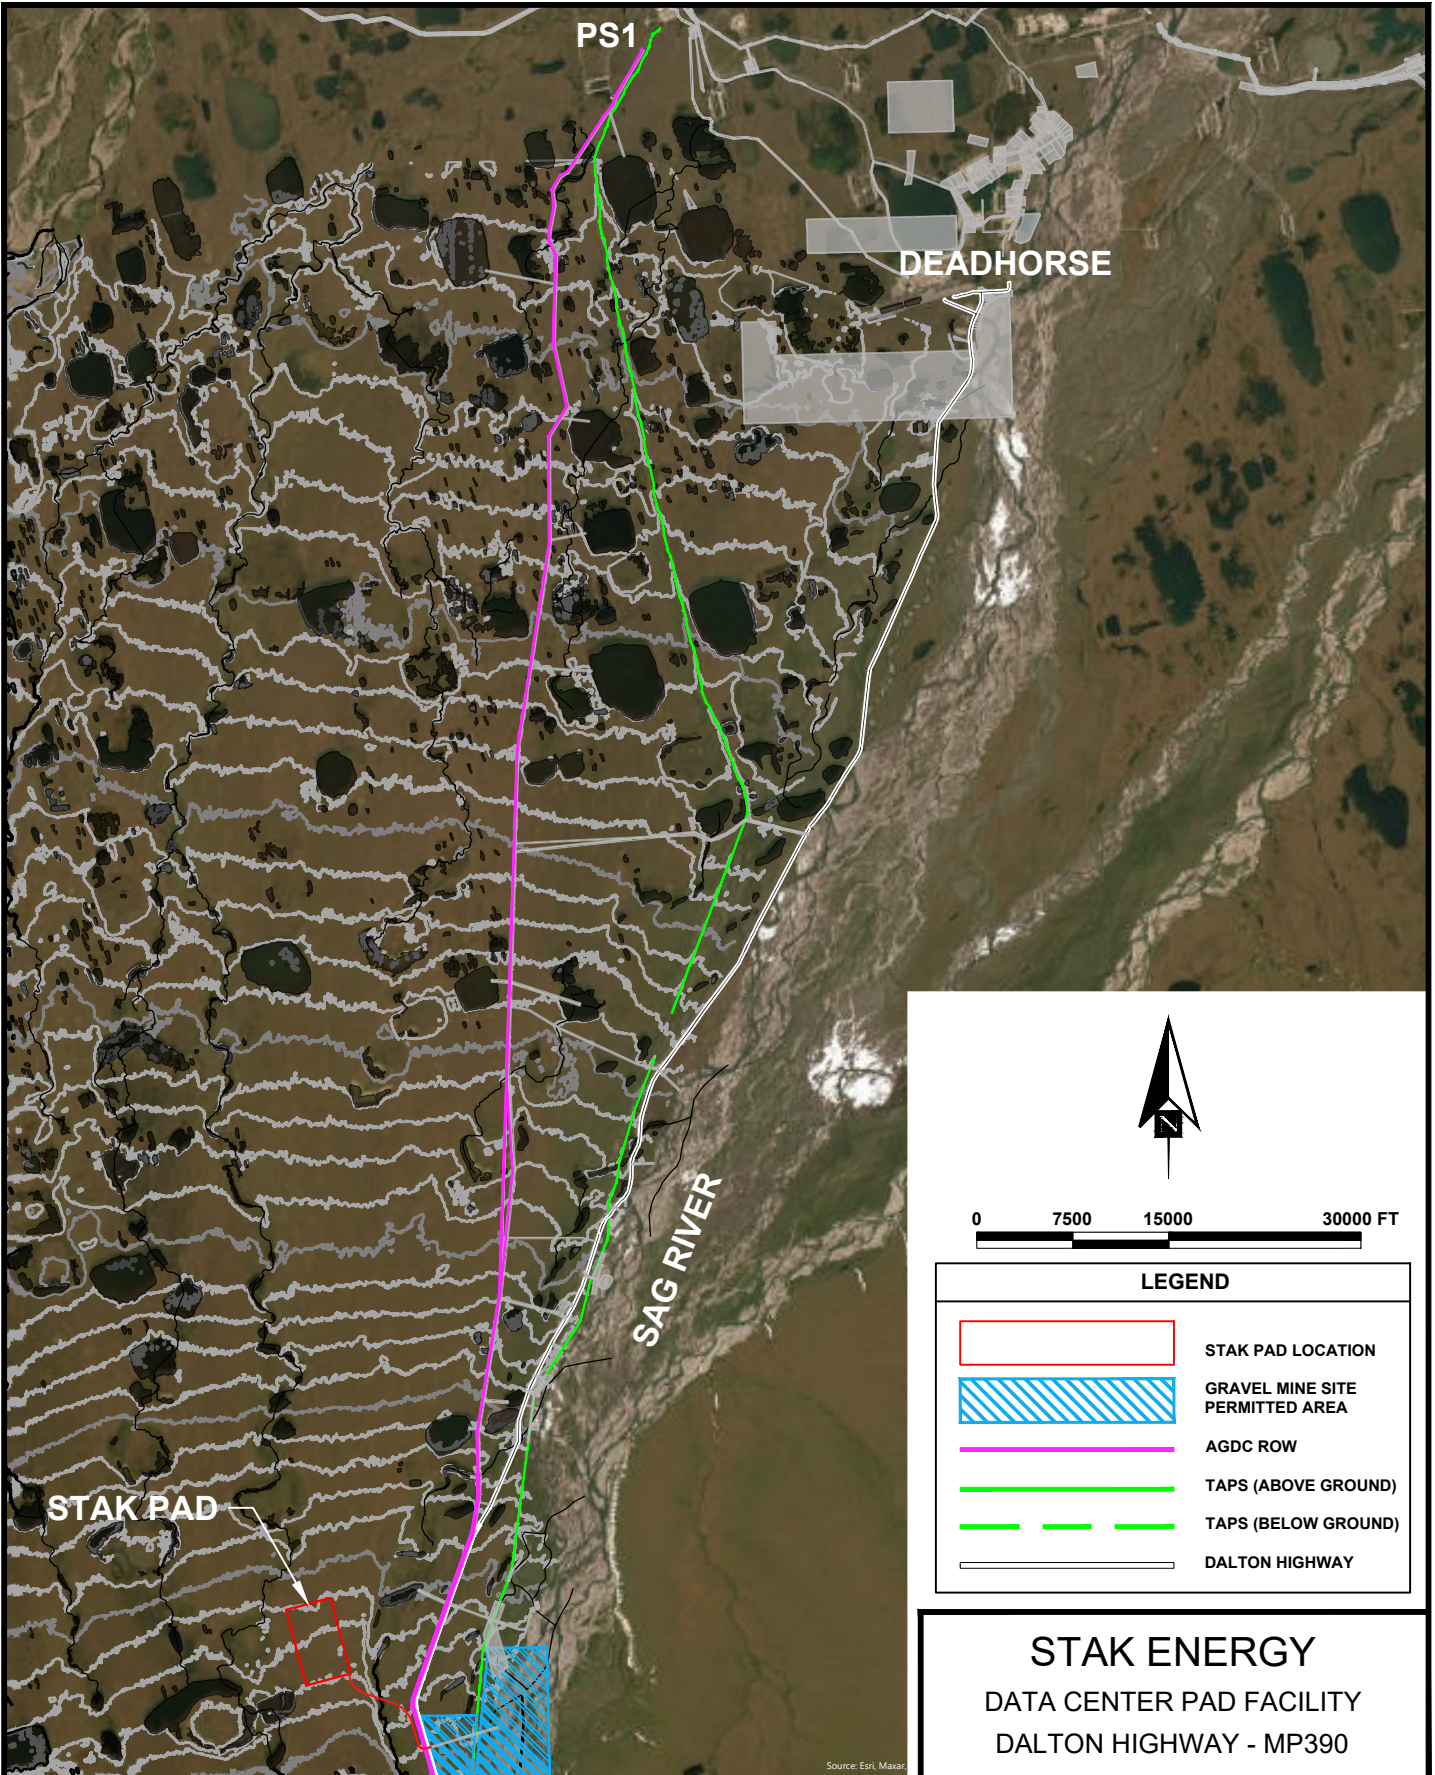 PS1
DEADHORSE
SAG RIVER
STAK PAD
N
0 7500 15000 30000 FT
LEGEND
STAK PAD LOCATION
GRAVEL MINE SITE
PERMITTED AREA
AGDC ROW
TAPS (ABOVE GROUND)
TAPS (BELOW GROUND)
DALTON HIGHWAY
STAK ENERGY
DATA CENTER PAD FACILITY
DALTON HIGHWAY - MP390
Source: Esri, Maxar,